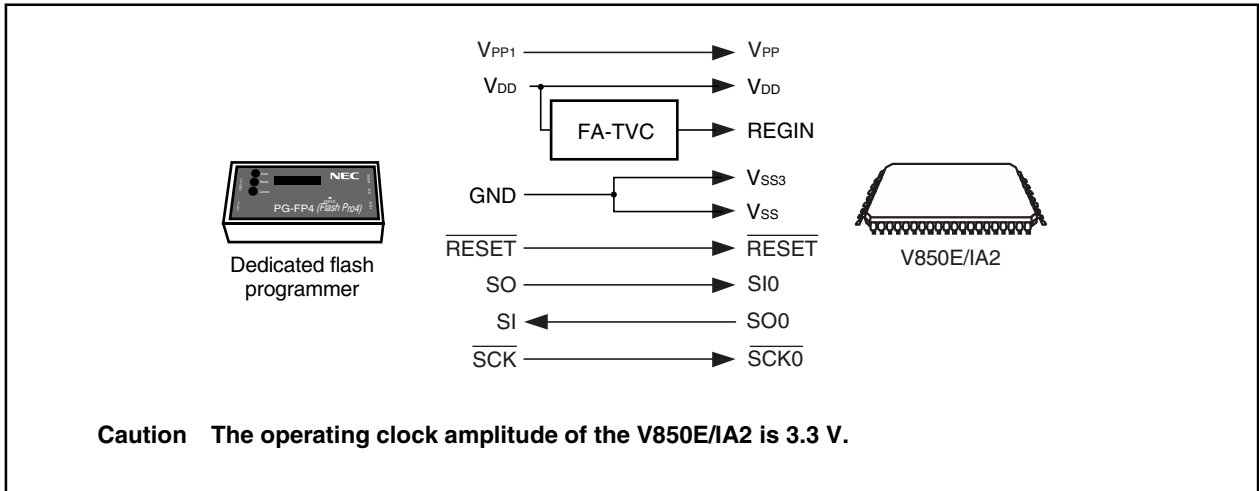 VPP1 VPP
VDD VDD
FA-TVC REGIN
GND VSS3
VSS
RESET RESET
SO SI0
SI SO0
SCK SCK0
NEC
PG-FP4 (Flash Pro4)
Dedicated flash
programmer
V850E/IA2
Caution The operating clock amplitude of the V850E/IA2 is 3.3 V.